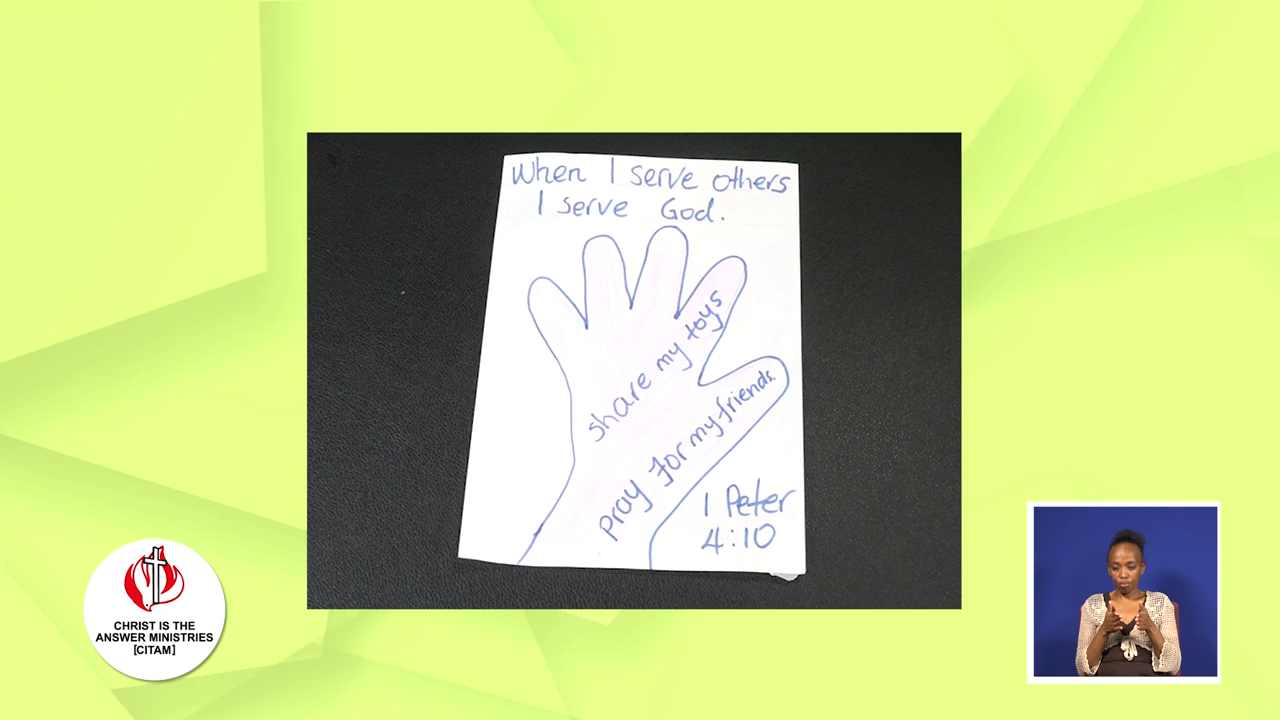 When I serve others
I serve God.
share my toys
pray for my friends.
1 Peter
4:10
CHRIST IS THE
ANSWER MINISTRIES
[CITAM]